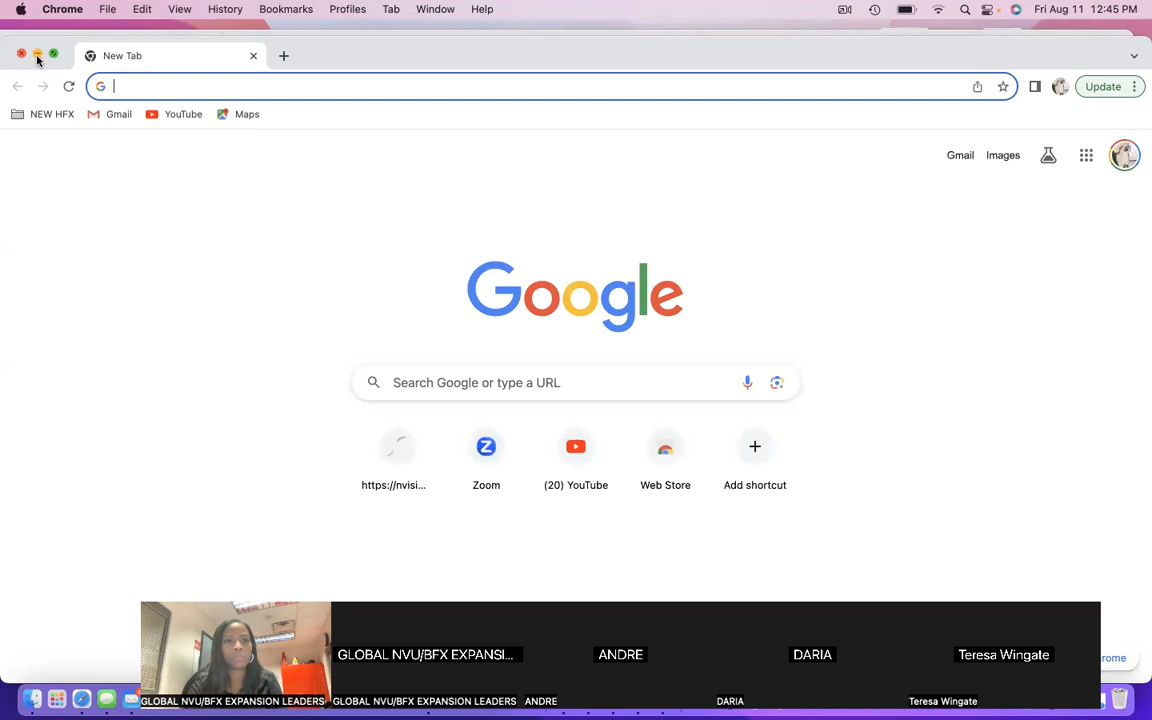 Chrome File Edit View History Bookmarks Profiles Tab Window Help Fri Aug 11 12:45 PM
New Tab
G Update
NEW HFX Gmail YouTube Maps
Gmail Images
Google
Search Google or type a URL
https://nvisi... Zoom (20) YouTube Web Store Add shortcut
GLOBAL NVU/BFX EXPANSI... ANDRE DARIA Teresa Wingate
GLOBAL NVU/BFX EXPANSION LEADERS GLOBAL NVU/BFX EXPANSION LEADERS ANDRE DARIA Teresa Wingate